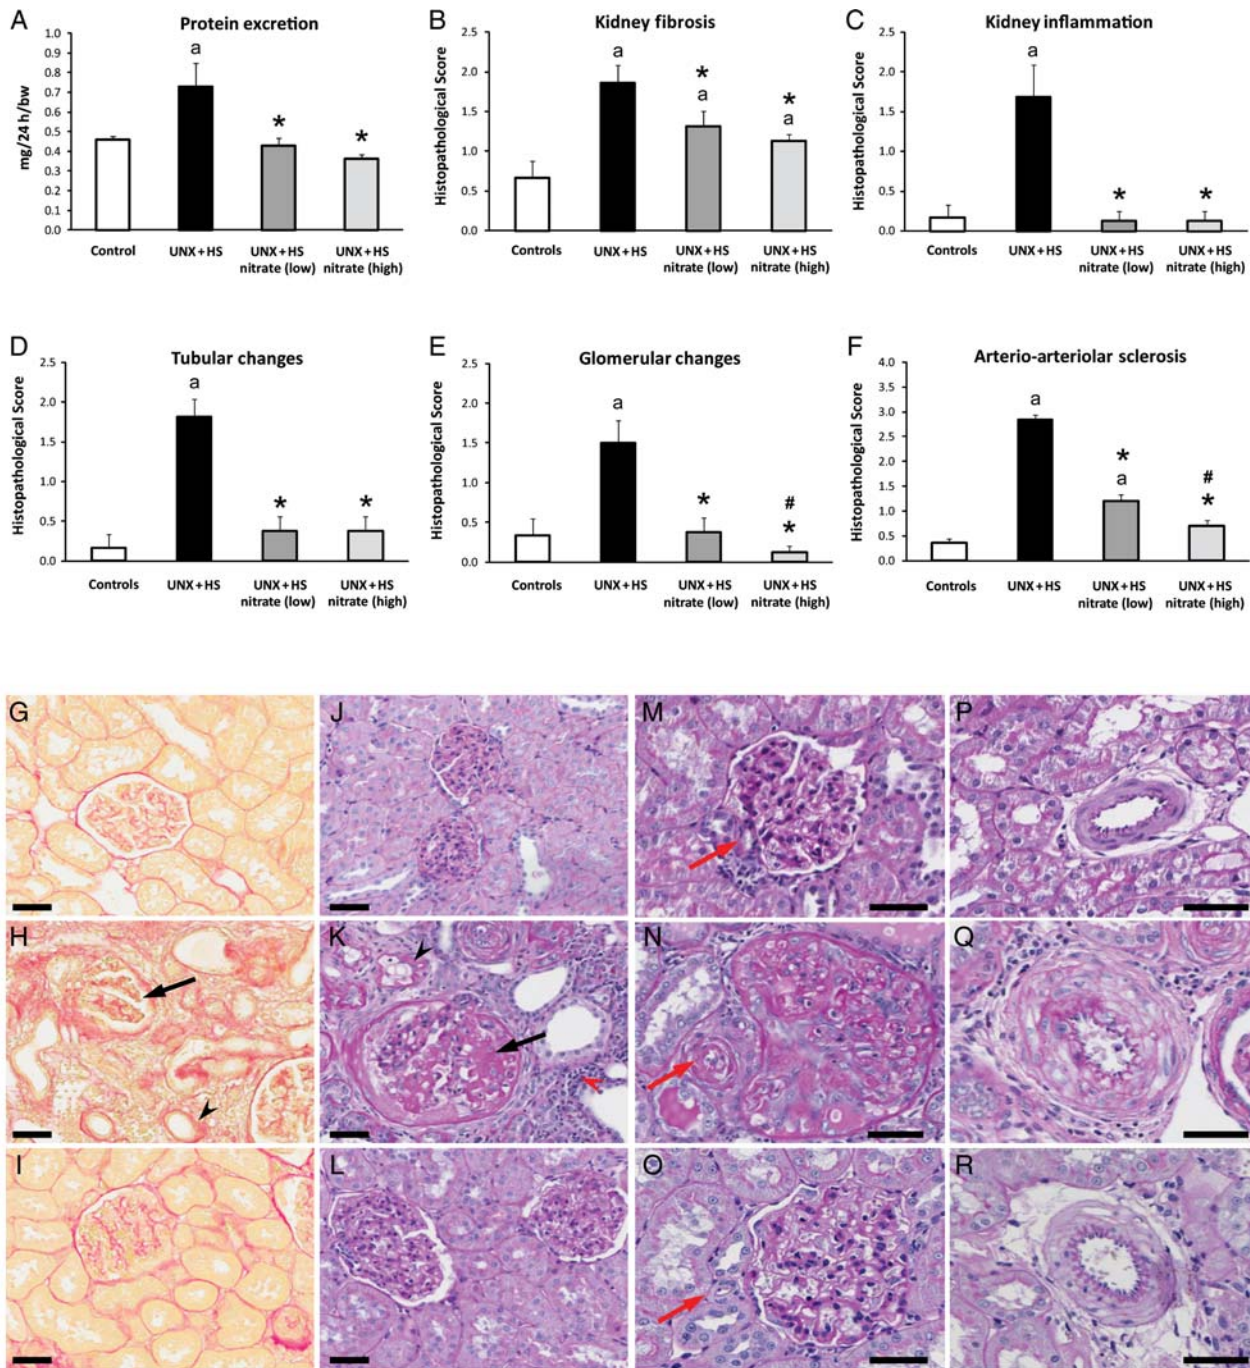 A
Protein excretion
mg/24 h/bw
1.0
0.9
0.8
0.7
0.6
0.5
0.4
0.3
0.2
0.1
0.0
a
*
*
Control
UNX+HS
UNX+HS
nitrate (low)
UNX+HS
nitrate (high)
B
Kidney fibrosis
Histopathological Score
2.5
2.0
1.5
1.0
0.5
0.0
a
*
a
*
a
Controls
UNX+HS
UNX+HS
nitrate (low)
UNX+HS
nitrate (high)
C
Kidney inflammation
Histopathological Score
2.5
2.0
1.5
1.0
0.5
0.0
a
*
*
Controls
UNX+HS
UNX+HS
nitrate (low)
UNX+HS
nitrate (high)
D
Tubular changes
Histopathological Score
2.5
2.0
1.5
1.0
0.5
0.0
a
*
*
Controls
UNX+HS
UNX+HS
nitrate (low)
UNX+HS
nitrate (high)
E
Glomerular changes
Histopathological Score
2.5
2.0
1.5
1.0
0.5
0.0
a
*
#
*
Controls
UNX+HS
UNX+HS
nitrate (low)
UNX+HS
nitrate (high)
F
Arterio-arteriolar sclerosis
Histopathological Score
4.0
3.5
3.0
2.5
2.0
1.5
1.0
0.5
0.0
a
*
a
#
*
Controls
UNX+HS
UNX+HS
nitrate (low)
UNX+HS
nitrate (high)
G
J
M
P
H
K
N
Q
I
L
O
R